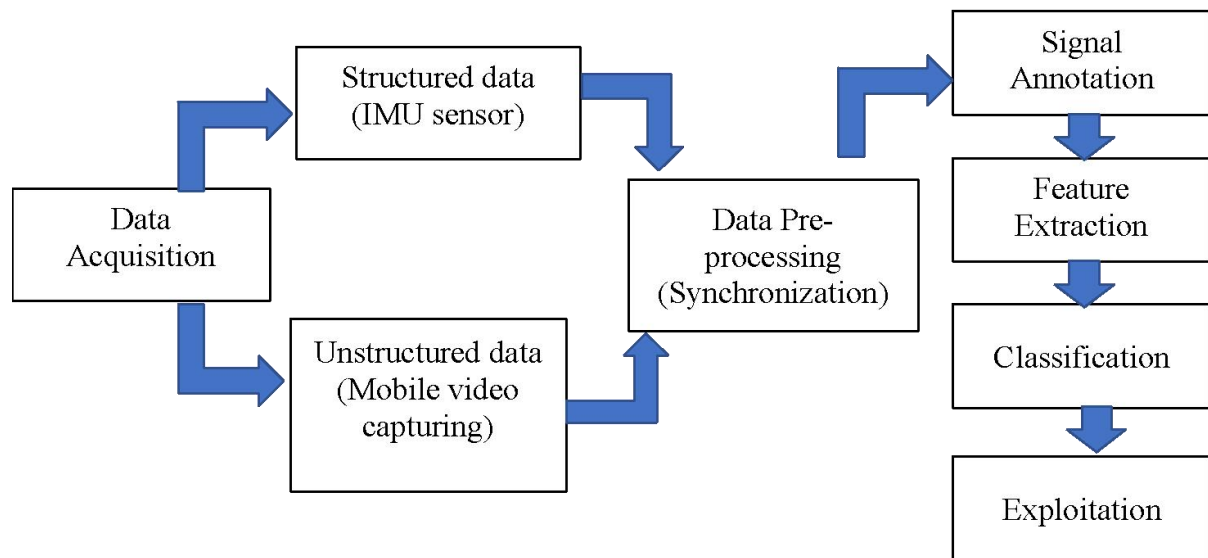 Data
Acquisition
Structured data
(IMU sensor)
Unstructured data
(Mobile video
capturing)
Data Pre-
processing
(Synchronization)
Signal
Annotation
Feature
Extraction
Classification
Exploitation